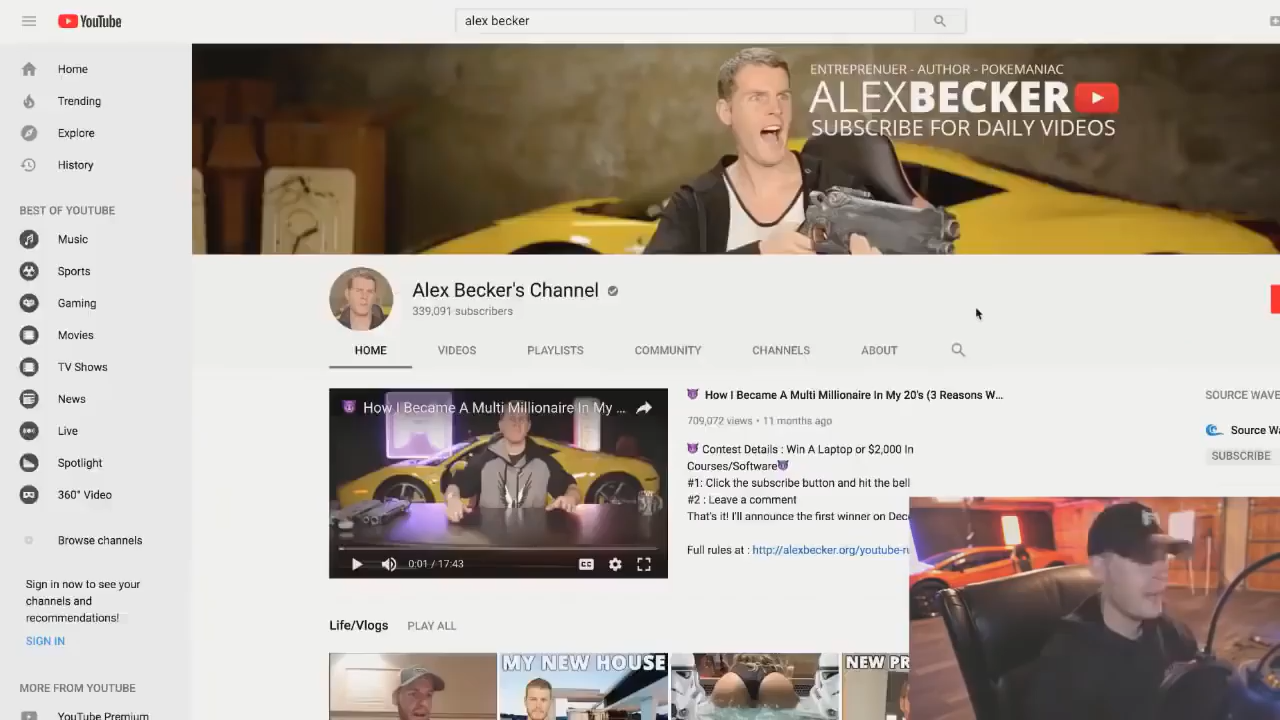 YouTube
alex becker
Home
Trending
Explore
History
BEST OF YOUTUBE
Music
Sports
Gaming
Movies
TV Shows
News
Live
Spotlight
360° Video
Browse channels
Sign in now to see your
channels and
recommendations!
SIGN IN
MORE FROM YOUTUBE
YouTube Premium
ENTREPRENUER - AUTHOR - POKEMANIAC
ALEXBECKER
SUBSCRIBE FOR DAILY VIDEOS
Alex Becker's Channel
339,091 subscribers
HOME VIDEOS PLAYLISTS COMMUNITY CHANNELS ABOUT
How I Became A Multi Millionaire In My ...
0:01 / 17:43
How I Became A Multi Millionaire In My 20's (3 Reasons W...
709,072 views • 11 months ago
Contest Details : Win A Laptop or $2,000 In
Courses/Software
#1: Click the subscribe button and hit the bell
#2 : Leave a comment
That's it! I'll announce the first winner on Dec
Full rules at : http://alexbecker.org/youtube-ru
SOURCE WAVE
Source Wa
SUBSCRIBE
Life/Vlogs PLAY ALL
MY NEW HOUSE
NEW PR